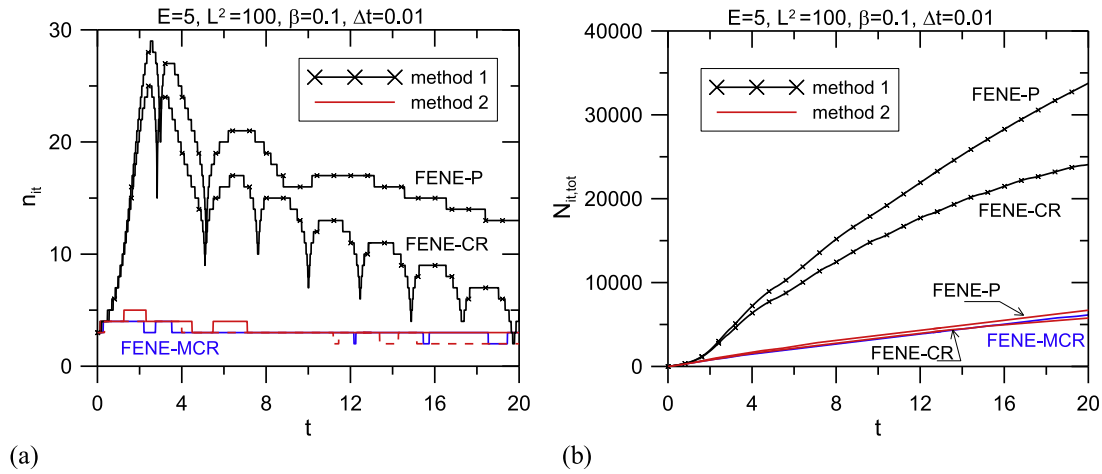 E=5, L²=100, β=0.1, Δt=0.01
30
20
10
0
n_it
method 1
method 2
FENE-P
FENE-CR
FENE-MCR
0 4 8 12 16 20
t
(a)
E=5, L²=100, β=0.1, Δt=0.01
40000
30000
20000
10000
0
N_it,tot
method 1
method 2
FENE-P
FENE-CR
FENE-P
FENE-CR
FENE-MCR
0 4 8 12 16 20
t
(b)